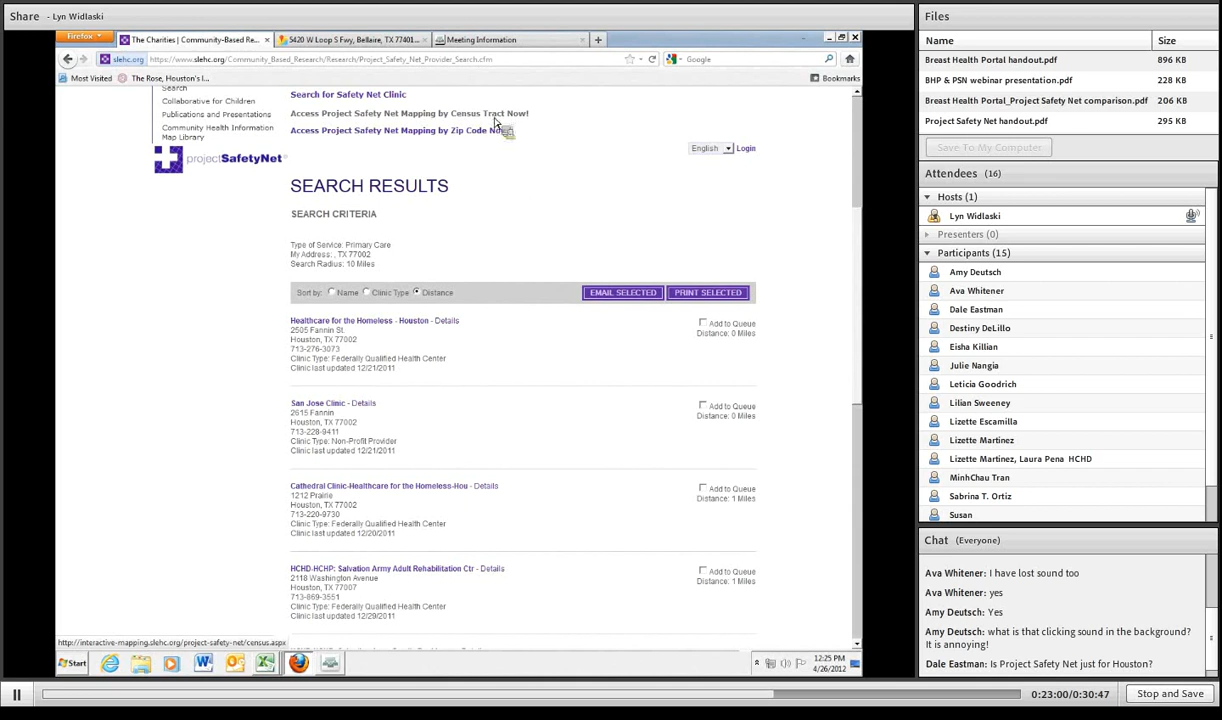 Share - Lyn Widlaski
Firefox
The Charities | Community-Based Re...
5420 W Loop S Fwy, Bellaire, TX 77401...
Meeting Information
slehc.org
https://www.slehc.org/Community_Based_Research/Research/Project_Safety_Net_Provider_Search.cfm
Google
Most Visited
The Rose, Houston's l...
Bookmarks
Search
Collaborative for Children
Publications and Presentations
Community Health Information
Map Library
Search for Safety Net Clinic
Access Project Safety Net Mapping by Census Tract Now!
Access Project Safety Net Mapping by Zip Code
projectSafetyNet
English
Login
SEARCH RESULTS
SEARCH CRITERIA
Type of Service: Primary Care
My Address: , TX 77002
Search Radius: 10 Miles
Sort by: Name Clinic Type Distance
EMAIL SELECTED PRINT SELECTED
Healthcare for the Homeless - Houston - Details
2505 Fannin St.
Houston, TX 77002
713-276-3073
Clinic Type: Federally Qualified Health Center
Clinic last updated 12/21/2011
Add to Queue
Distance: 0 Miles
San Jose Clinic - Details
2615 Fannin
Houston, TX 77002
713-228-9411
Clinic Type: Non-Profit Provider
Clinic last updated 12/21/2011
Add to Queue
Distance: 0 Miles
Cathedral Clinic-Healthcare for the Homeless-Hou - Details
1212 Prairie
Houston, TX 77002
713-220-9730
Clinic Type: Federally Qualified Health Center
Clinic last updated 12/20/2011
Add to Queue
Distance: 1 Miles
HCHD-HCHP: Salvation Army Adult Rehabilitation Ctr - Details
2118 Washington Avenue
Houston, TX 77007
713-869-3551
Clinic Type: Federally Qualified Health Center
Clinic last updated 12/29/2011
Add to Queue
Distance: 1 Miles
http://interactive-mapping.slehc.org/project-safety-net/census.aspx
Start
12:25 PM
4/26/2012
Files
Name Size
Breast Health Portal handout.pdf 896 KB
BHP & PSN webinar presentation.pdf 228 KB
Breast Health Portal_Project Safety Net comparison.pdf 206 KB
Project Safety Net handout.pdf 295 KB
Save To My Computer
Attendees (16)
Hosts (1)
Lyn Widlaski
Presenters (0)
Participants (15)
Amy Deutsch
Ava Whitener
Dale Eastman
Destiny DeLillo
Eisha Killian
Julie Nangia
Leticia Goodrich
Lilian Sweeney
Lizette Escamilla
Lizette Martinez
Lizette Martinez, Laura Pena HCHD
MinhChau Tran
Sabrina T. Ortiz
Susan
Chat (Everyone)
Ava Whitener: I have lost sound too
Ava Whitener: yes
Amy Deutsch: Yes
Amy Deutsch: what is that clicking sound in the background?
It is annoying!
Dale Eastman: Is Project Safety Net just for Houston?
0:23:00/0:30:47
Stop and Save